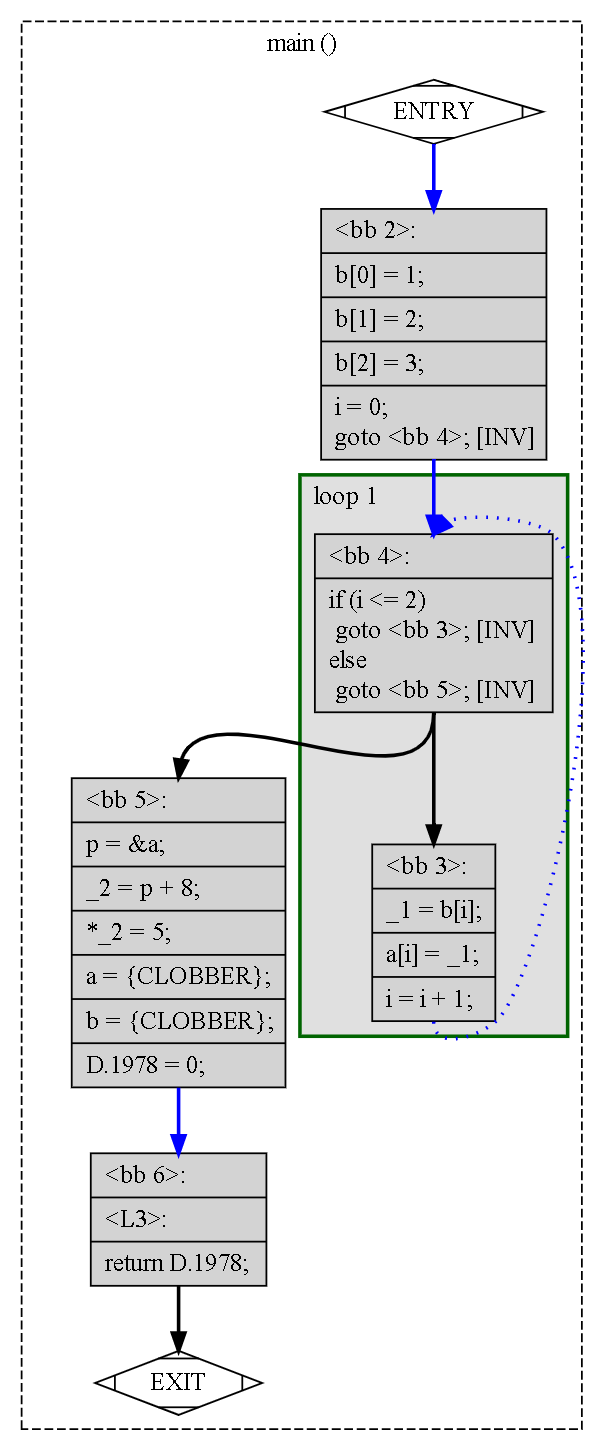 main ()
ENTRY
<bb 2>:
b[0] = 1;
b[1] = 2;
b[2] = 3;
i = 0;
goto <bb 4>; [INV]
loop 1
<bb 4>:
if (i <= 2)
goto <bb 3>; [INV]
else
goto <bb 5>; [INV]
<bb 3>:
_1 = b[i];
a[i] = _1;
i = i + 1;
<bb 5>:
p = &a;
_2 = p + 8;
*_2 = 5;
a = {CLOBBER};
b = {CLOBBER};
D.1978 = 0;
<bb 6>:
<L3>:
return D.1978;
EXIT